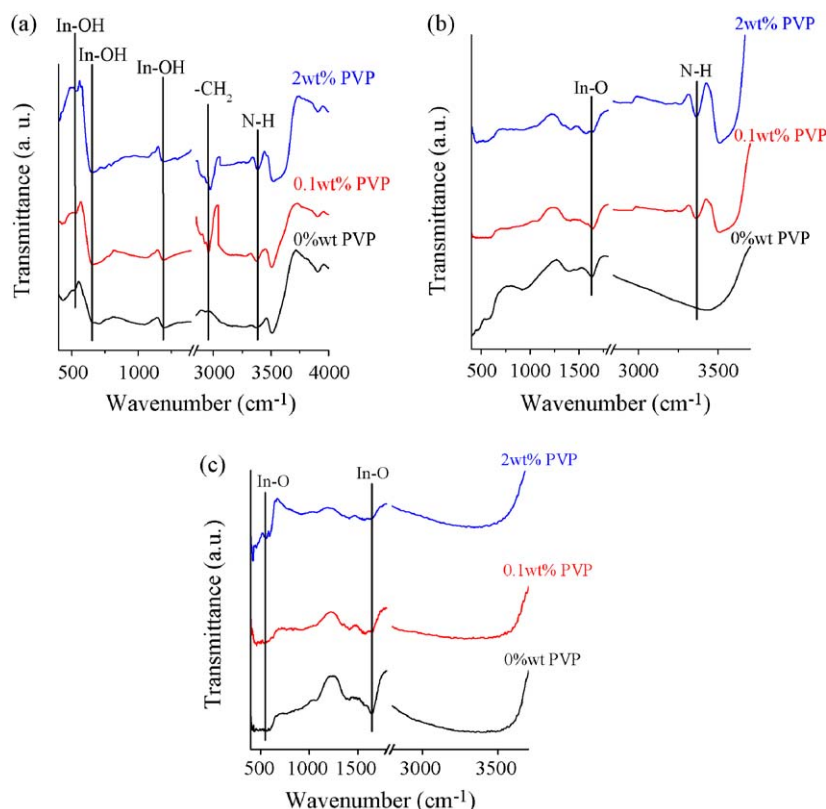 (a)
In-OH
In-OH
In-OH
-CH2
N-H
2wt% PVP
0.1wt% PVP
0%wt PVP
Transmittance (a. u.)
500
1000
3000
3500
4000
Wavenumber (cm-1)
(b)
2wt% PVP
N-H
In-O
0.1wt% PVP
0%wt PVP
Transmittance (a. u.)
500
1000
1500
3000
3500
Wavenumber (cm-1)
(c)
In-O
In-O
2wt% PVP
0.1wt% PVP
0%wt PVP
Transmittance (a.u.)
500
1000
1500
3000
3500
Wavenumber (cm-1)